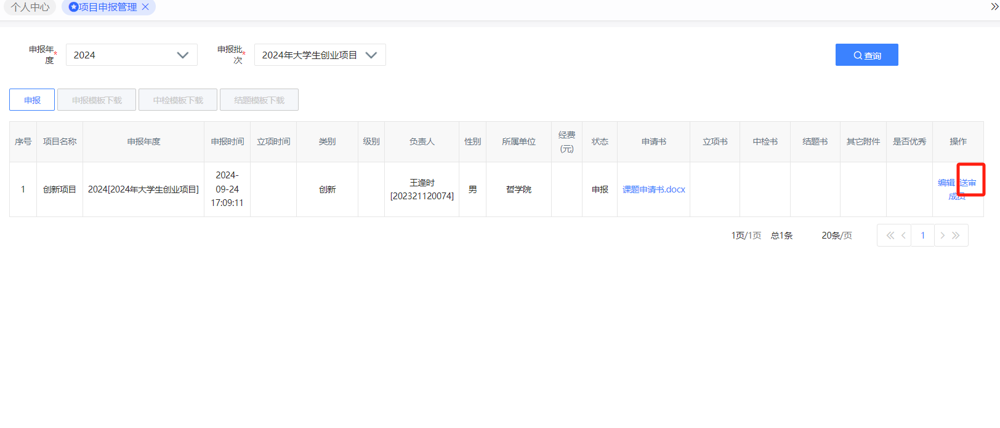 个人中心
项目申报管理
申报年度*
2024
申报批次*
2024年大学生创业项目
查询
申报
申报模板下载
中检模板下载
结题模板下载
序号 项目名称 申报年度 申报时间 立项时间 类别 级别 负责人 性别 所属单位 经费(元) 状态 申请书 立项书 中检书 结题书 其它附件 是否优秀 操作
1 创新项目 2024[2024年大学生创业项目] 2024-09-24 17:09:11 创新 王逢时[202321120074] 男 哲学院 申报 课题申请书.docx 编辑 送审 成员
1页/1页 总1条 20条/页 1